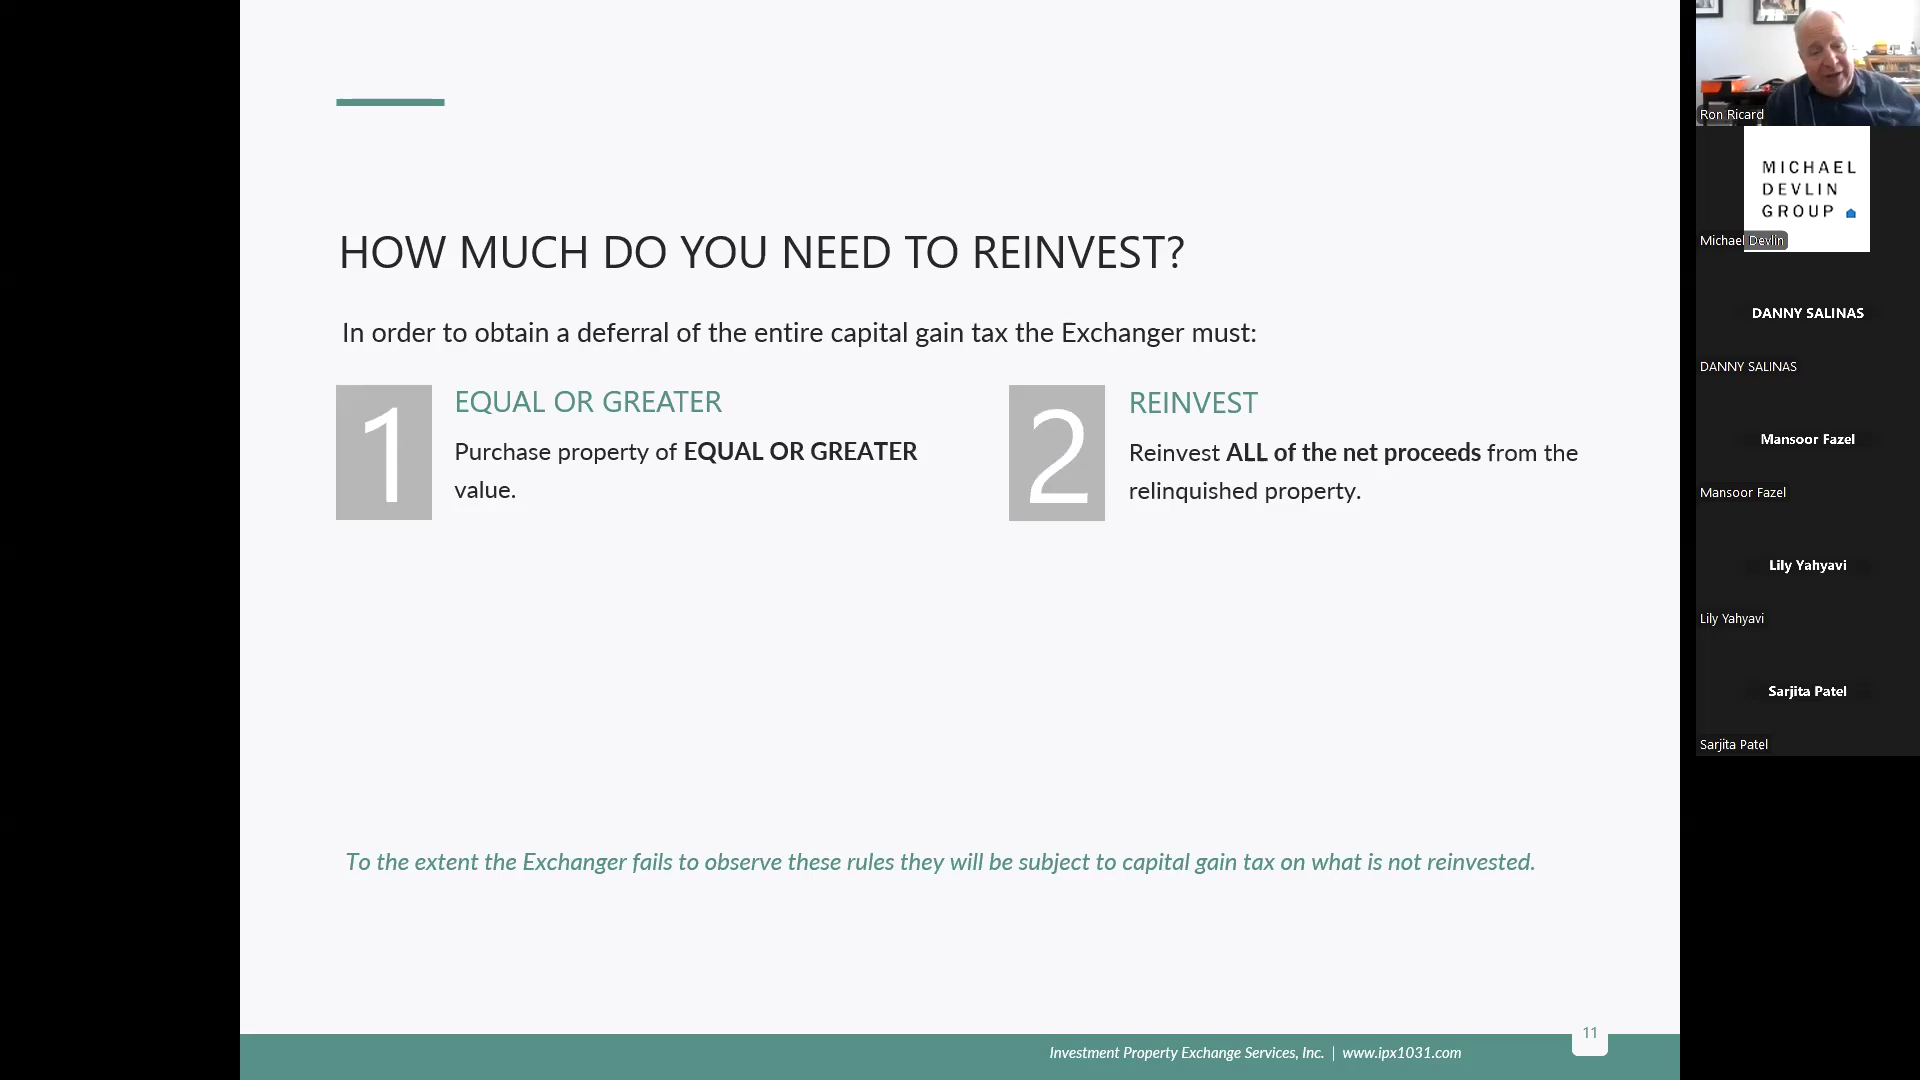 HOW MUCH DO YOU NEED TO REINVEST?
In order to obtain a deferral of the entire capital gain tax the Exchanger must:
1
EQUAL OR GREATER
Purchase property of EQUAL OR GREATER
value.
2
REINVEST
Reinvest ALL of the net proceeds from the
relinquished property.
To the extent the Exchanger fails to observe these rules they will be subject to capital gain tax on what is not reinvested.
Investment Property Exchange Services, Inc. | www.ipx1031.com
11
Ron Ricard
MICHAEL
DEVLIN
GROUP
Michael Devlin
DANNY SALINAS
DANNY SALINAS
Mansoor Fazel
Mansoor Fazel
Lily Yahyavi
Lily Yahyavi
Sarjita Patel
Sarjita Patel